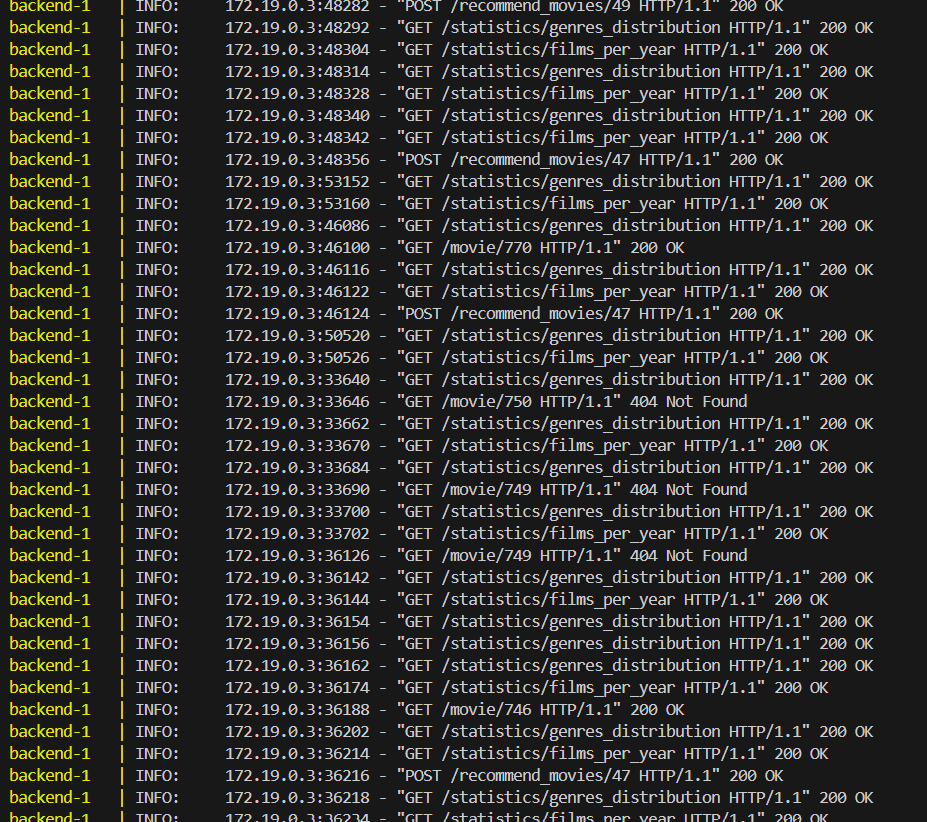 backend-1 | INFO: 172.19.0.3:48282 - "POST /recommend_movies/49 HTTP/1.1" 200 OK
backend-1 | INFO: 172.19.0.3:48292 - "GET /statistics/genres_distribution HTTP/1.1" 200 OK
backend-1 | INFO: 172.19.0.3:48304 - "GET /statistics/films_per_year HTTP/1.1" 200 OK
backend-1 | INFO: 172.19.0.3:48314 - "GET /statistics/genres_distribution HTTP/1.1" 200 OK
backend-1 | INFO: 172.19.0.3:48328 - "GET /statistics/films_per_year HTTP/1.1" 200 OK
backend-1 | INFO: 172.19.0.3:48340 - "GET /statistics/genres_distribution HTTP/1.1" 200 OK
backend-1 | INFO: 172.19.0.3:48342 - "GET /statistics/films_per_year HTTP/1.1" 200 OK
backend-1 | INFO: 172.19.0.3:48356 - "POST /recommend_movies/47 HTTP/1.1" 200 OK
backend-1 | INFO: 172.19.0.3:53152 - "GET /statistics/genres_distribution HTTP/1.1" 200 OK
backend-1 | INFO: 172.19.0.3:53160 - "GET /statistics/films_per_year HTTP/1.1" 200 OK
backend-1 | INFO: 172.19.0.3:46086 - "GET /statistics/genres_distribution HTTP/1.1" 200 OK
backend-1 | INFO: 172.19.0.3:46100 - "GET /movie/770 HTTP/1.1" 200 OK
backend-1 | INFO: 172.19.0.3:46116 - "GET /statistics/genres_distribution HTTP/1.1" 200 OK
backend-1 | INFO: 172.19.0.3:46122 - "GET /statistics/films_per_year HTTP/1.1" 200 OK
backend-1 | INFO: 172.19.0.3:46124 - "POST /recommend_movies/47 HTTP/1.1" 200 OK
backend-1 | INFO: 172.19.0.3:50520 - "GET /statistics/genres_distribution HTTP/1.1" 200 OK
backend-1 | INFO: 172.19.0.3:50526 - "GET /statistics/films_per_year HTTP/1.1" 200 OK
backend-1 | INFO: 172.19.0.3:33640 - "GET /statistics/genres_distribution HTTP/1.1" 200 OK
backend-1 | INFO: 172.19.0.3:33646 - "GET /movie/750 HTTP/1.1" 404 Not Found
backend-1 | INFO: 172.19.0.3:33662 - "GET /statistics/genres_distribution HTTP/1.1" 200 OK
backend-1 | INFO: 172.19.0.3:33670 - "GET /statistics/films_per_year HTTP/1.1" 200 OK
backend-1 | INFO: 172.19.0.3:33684 - "GET /statistics/genres_distribution HTTP/1.1" 200 OK
backend-1 | INFO: 172.19.0.3:33690 - "GET /movie/749 HTTP/1.1" 404 Not Found
backend-1 | INFO: 172.19.0.3:33700 - "GET /statistics/genres_distribution HTTP/1.1" 200 OK
backend-1 | INFO: 172.19.0.3:33702 - "GET /statistics/films_per_year HTTP/1.1" 200 OK
backend-1 | INFO: 172.19.0.3:36126 - "GET /movie/749 HTTP/1.1" 404 Not Found
backend-1 | INFO: 172.19.0.3:36142 - "GET /statistics/genres_distribution HTTP/1.1" 200 OK
backend-1 | INFO: 172.19.0.3:36144 - "GET /statistics/films_per_year HTTP/1.1" 200 OK
backend-1 | INFO: 172.19.0.3:36154 - "GET /statistics/genres_distribution HTTP/1.1" 200 OK
backend-1 | INFO: 172.19.0.3:36156 - "GET /statistics/genres_distribution HTTP/1.1" 200 OK
backend-1 | INFO: 172.19.0.3:36162 - "GET /statistics/genres_distribution HTTP/1.1" 200 OK
backend-1 | INFO: 172.19.0.3:36174 - "GET /statistics/films_per_year HTTP/1.1" 200 OK
backend-1 | INFO: 172.19.0.3:36188 - "GET /movie/746 HTTP/1.1" 200 OK
backend-1 | INFO: 172.19.0.3:36202 - "GET /statistics/genres_distribution HTTP/1.1" 200 OK
backend-1 | INFO: 172.19.0.3:36214 - "GET /statistics/films_per_year HTTP/1.1" 200 OK
backend-1 | INFO: 172.19.0.3:36216 - "POST /recommend_movies/47 HTTP/1.1" 200 OK
backend-1 | INFO: 172.19.0.3:36218 - "GET /statistics/genres_distribution HTTP/1.1" 200 OK
backend-1 | INFO: 172.19.0.3:36234 - "GET /statistics/films_per_year HTTP/1.1" 200 OK